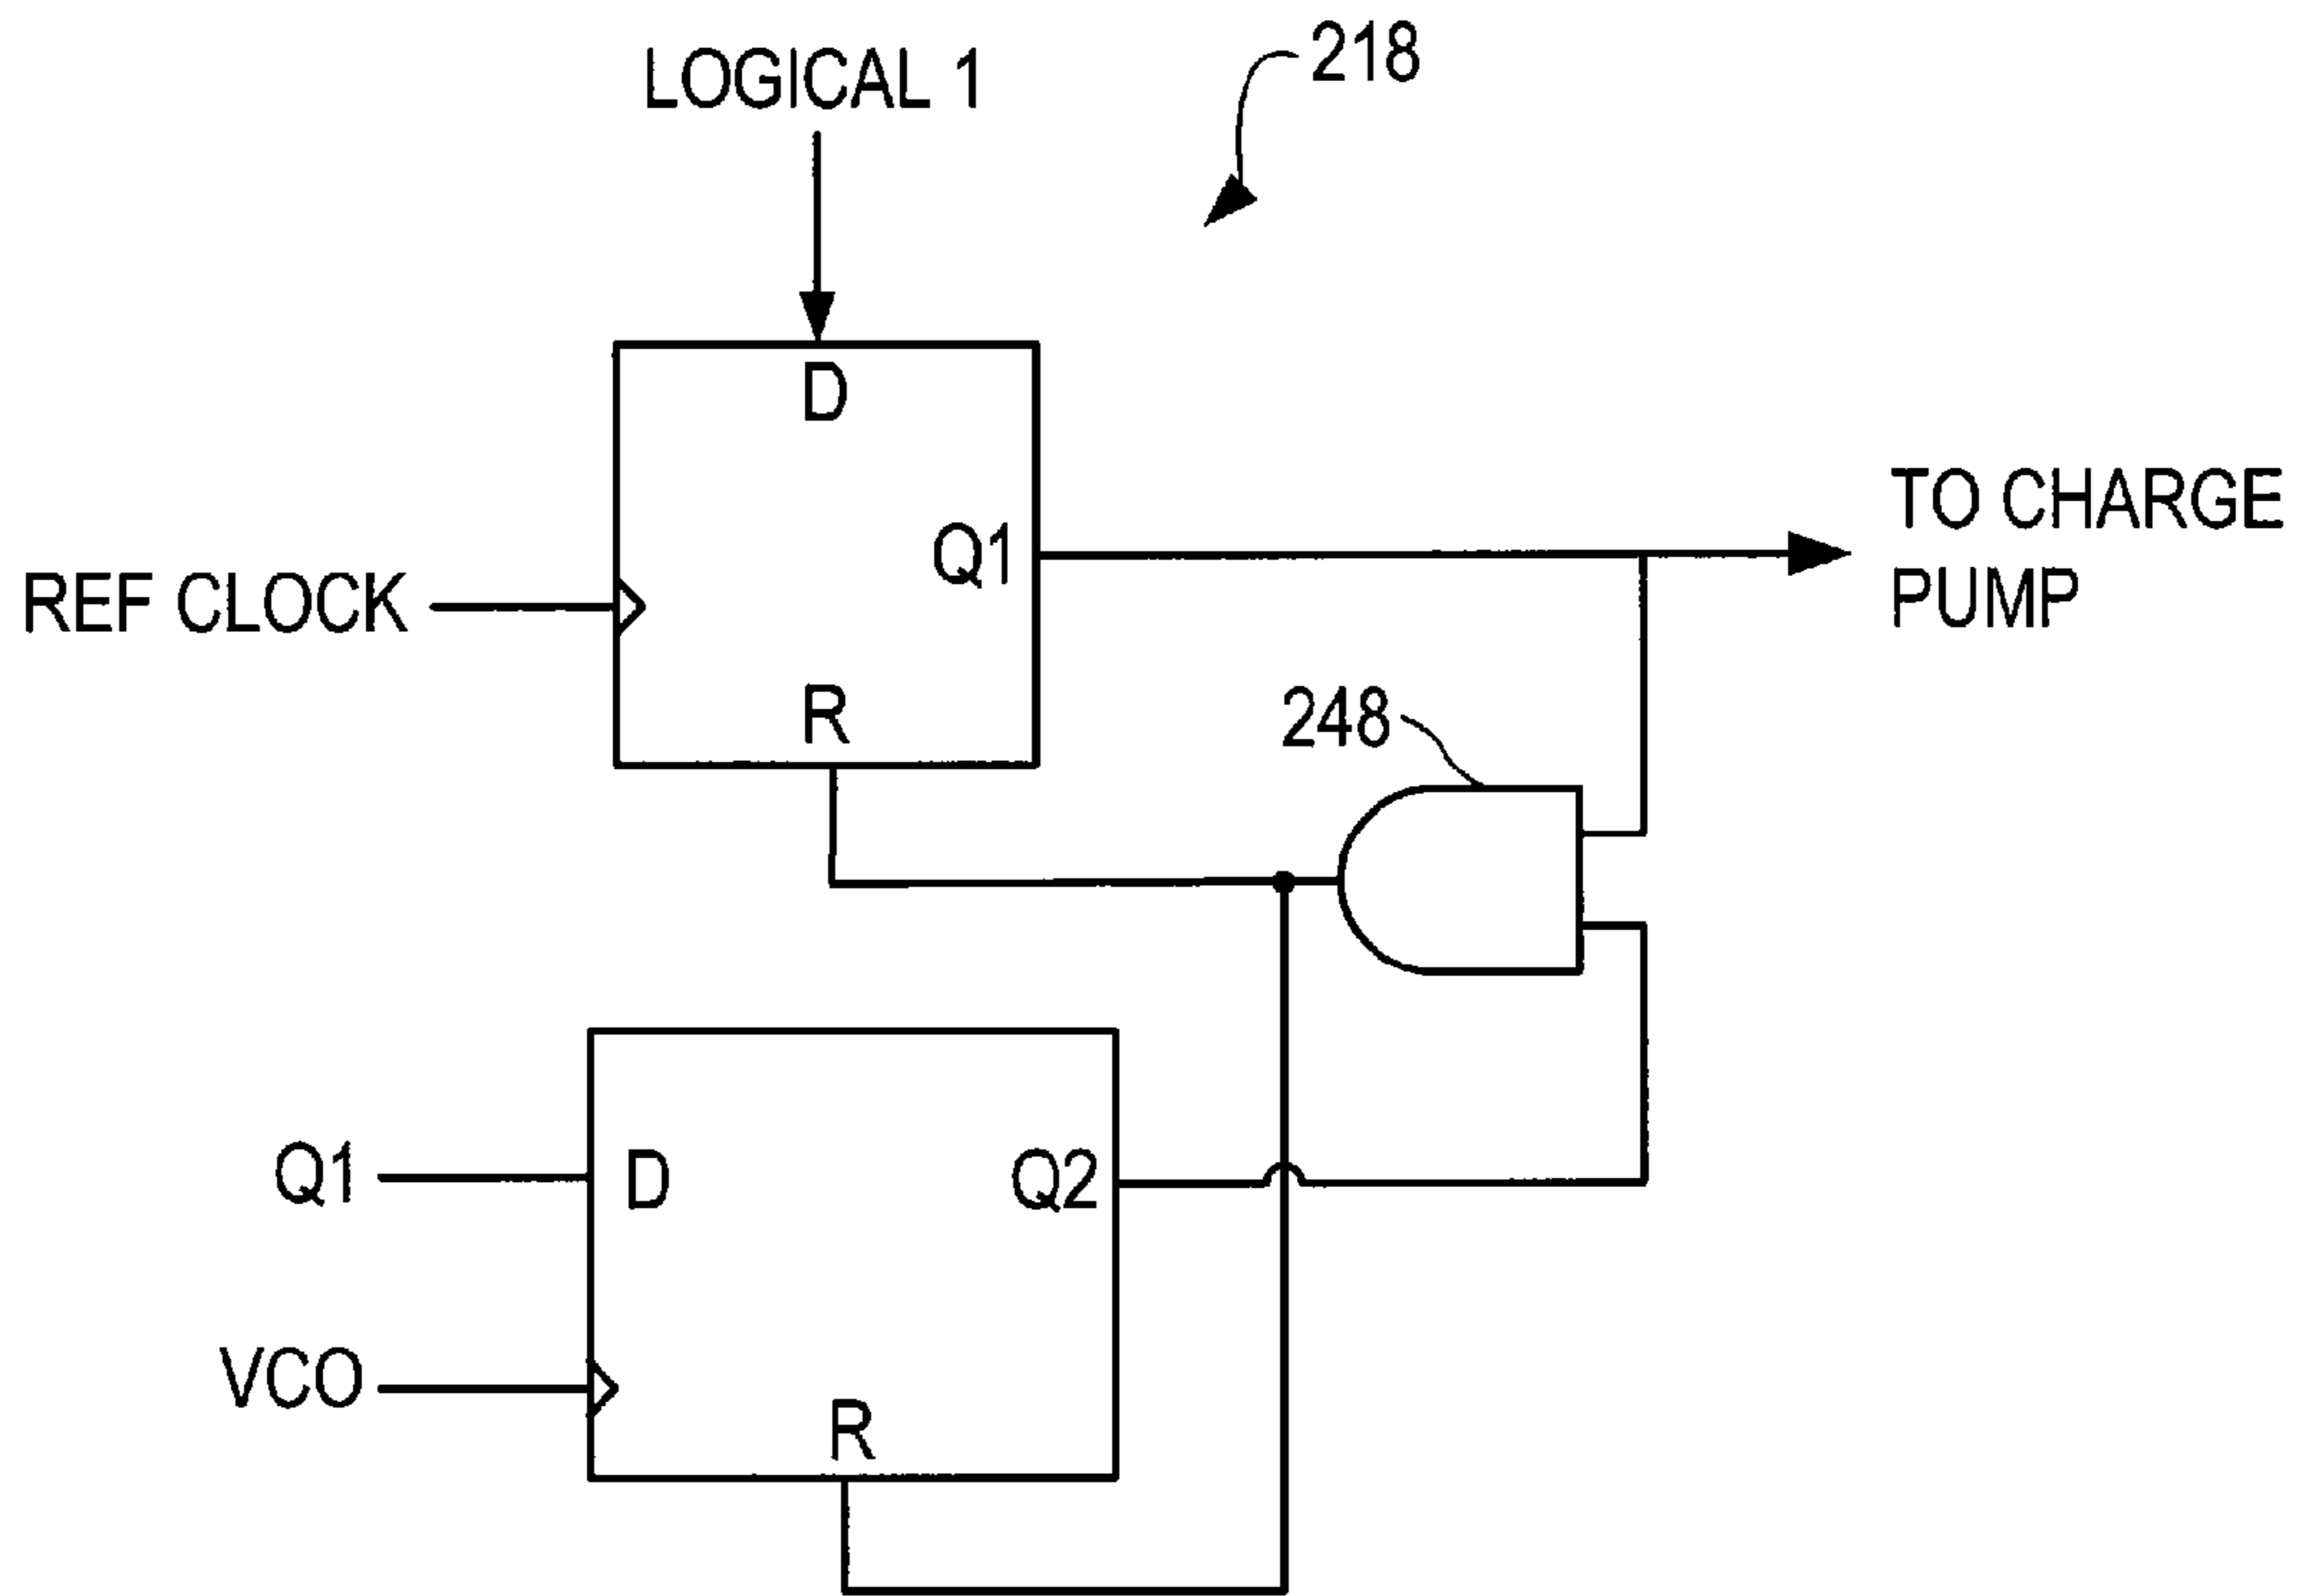 LOGICAL 1
218
D
Q1
TO CHARGE
PUMP
REF CLOCK
R
248
Q1
D
Q2
VCO
R